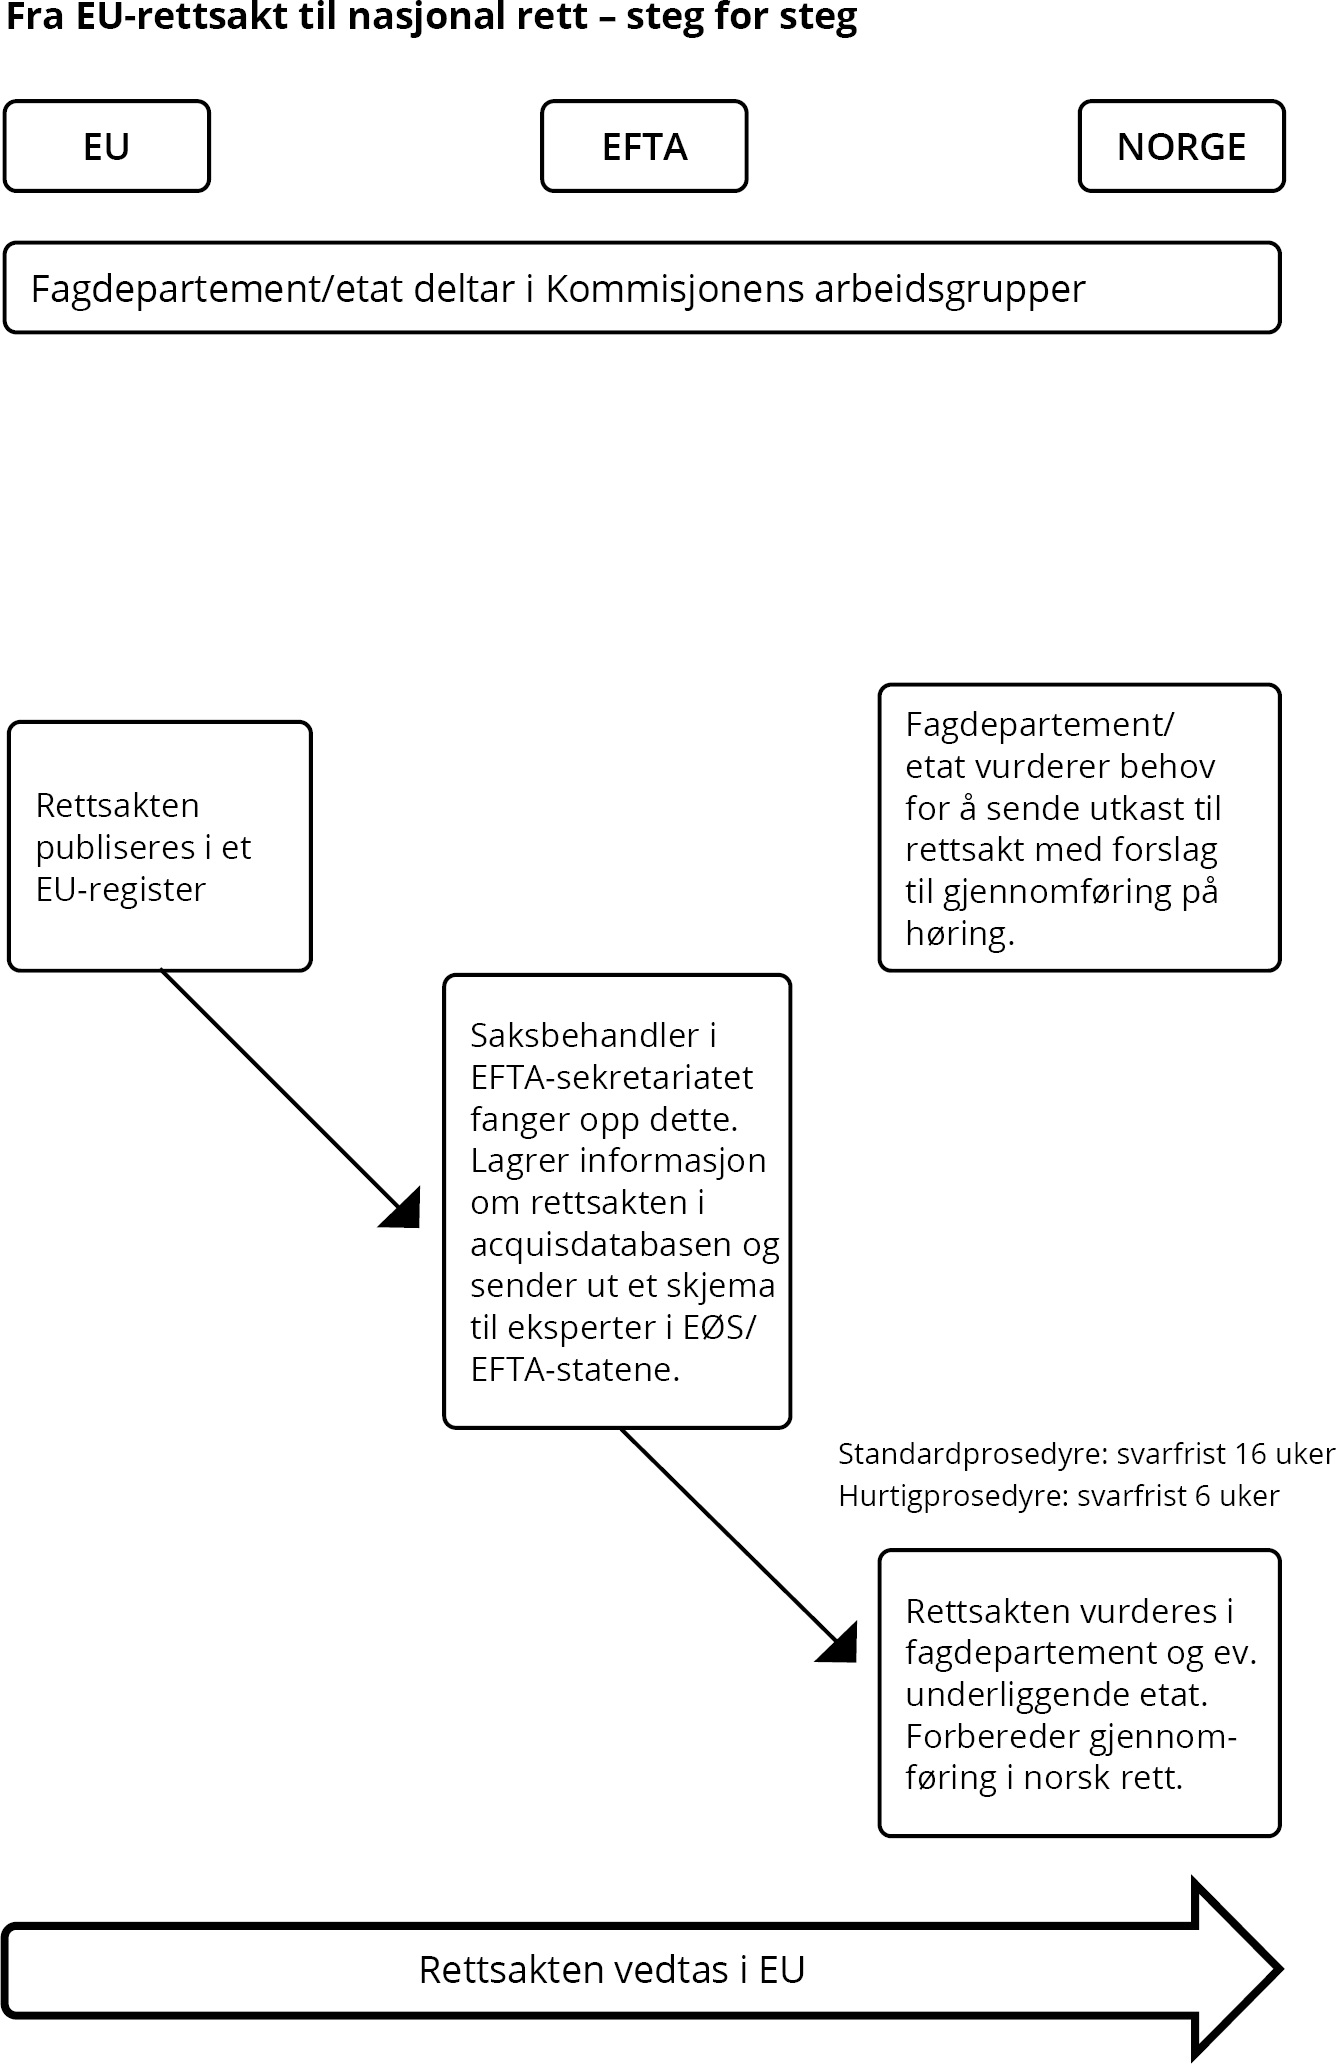 Fra EU-rettsakt til nasjonal rett – steg for steg
EU
EFTA
NORGE
Fagdepartement/etat deltar i Kommisjonens arbeidsgrupper
Fagdepartement/
etat vurderer behov
for å sende utkast til
rettsakt med forslag
til gjennomføring på
høring.
Rettsakten
publiseres i et
EU-register
Saksbehandler i
EFTA-sekretariatet
fanger opp dette.
Lagrer informasjon
om rettsakten i
acquisdatabasen og
sender ut et skjema
til eksperter i EØS/
EFTA-statene.
Standardprosedyre: svarfrist 16 uker
Hurtigprosedyre: svarfrist 6 uker
Rettsakten vurderes i
fagdepartement og ev.
underliggende etat.
Forbereder gjennom-
føring i norsk rett.
Rettsakten vedtas i EU